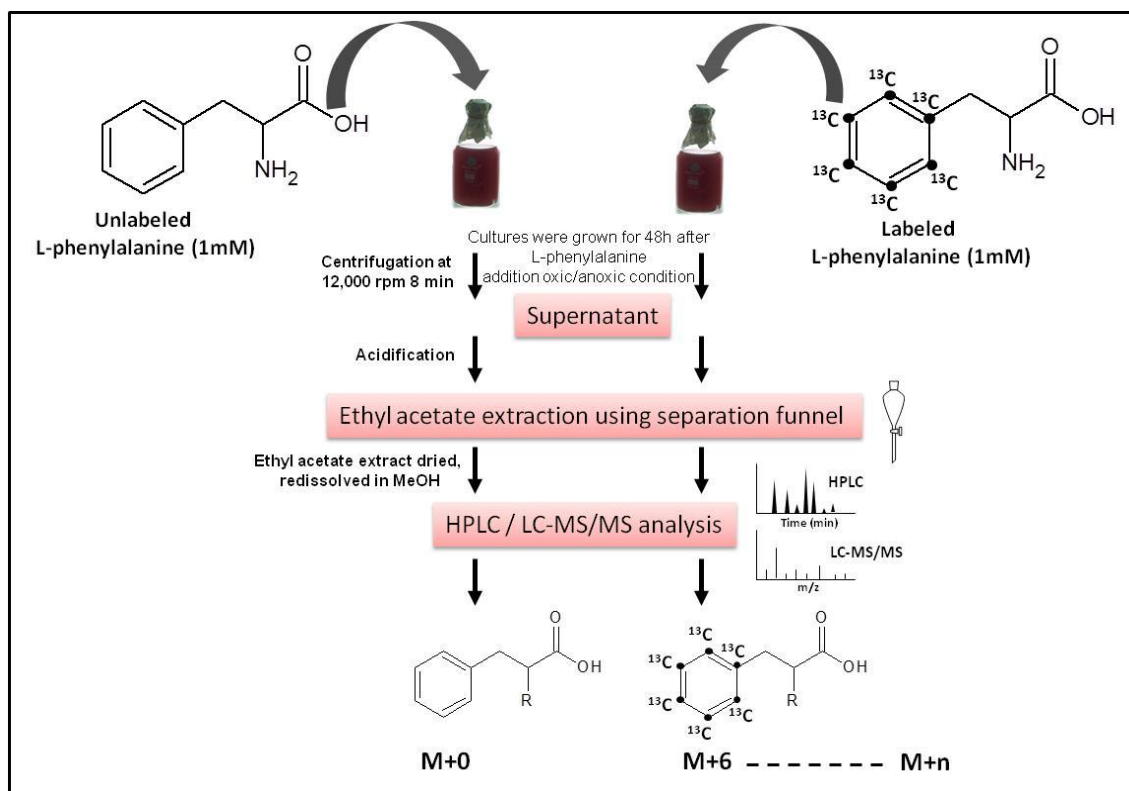 O
OH
NH2
Unlabeled
L-phenylalanine (1mM)
13C
13C
13C
13C
13C
13C
O
OH
NH2
Labeled
L-phenylalanine (1mM)
Cultures were grown for 48h after
L-phenylalanine
addition oxic/anoxic condition
Centrifugation at
12,000 rpm 8 min
Supernatant
Acidification
Ethyl acetate extraction using separation funnel
Ethyl acetate extract dried,
redissolved in MeOH
HPLC / LC-MS/MS analysis
HPLC
Time (min)
LC-MS/MS
m/z
O
OH
R
13C
13C
13C
13C
13C
13C
O
OH
R
M+0
M+6 – – – – – – – M+n